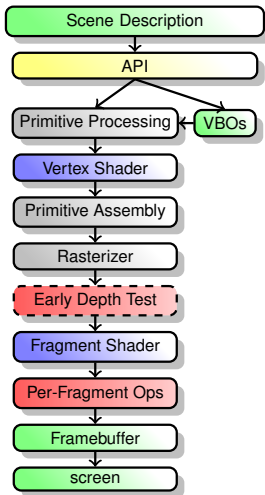 Scene Description
API
Primitive Processing
VBOs
Vertex Shader
Primitive Assembly
Rasterizer
Early Depth Test
Fragment Shader
Per-Fragment Ops
Framebuffer
screen